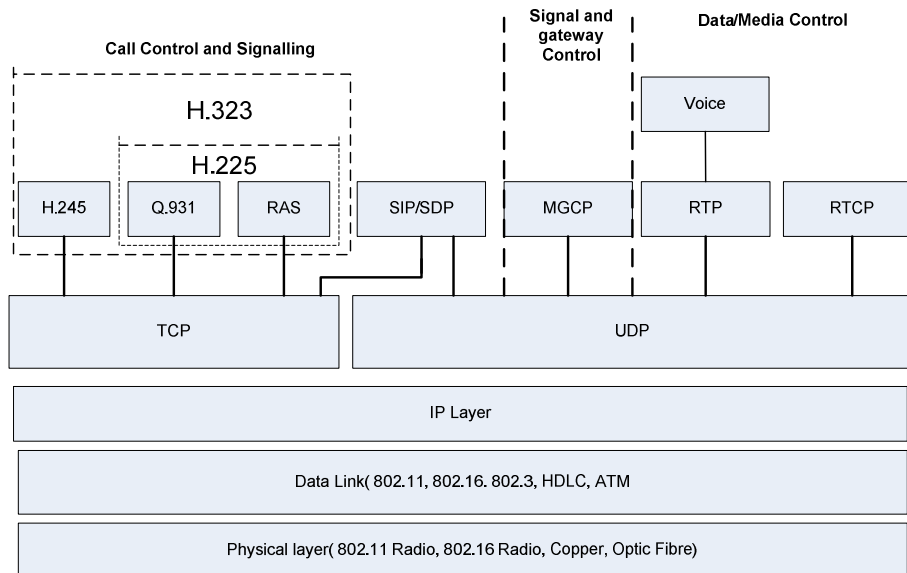 Call Control and Signalling
Signal and
gateway
Control
Data/Media Control
H.323
H.225
Voice
H.245
Q.931
RAS
SIP/SDP
MGCP
RTP
RTCP
TCP
UDP
IP Layer
Data Link( 802.11, 802.16. 802.3, HDLC, ATM
Physical layer( 802.11 Radio, 802.16 Radio, Copper, Optic Fibre)